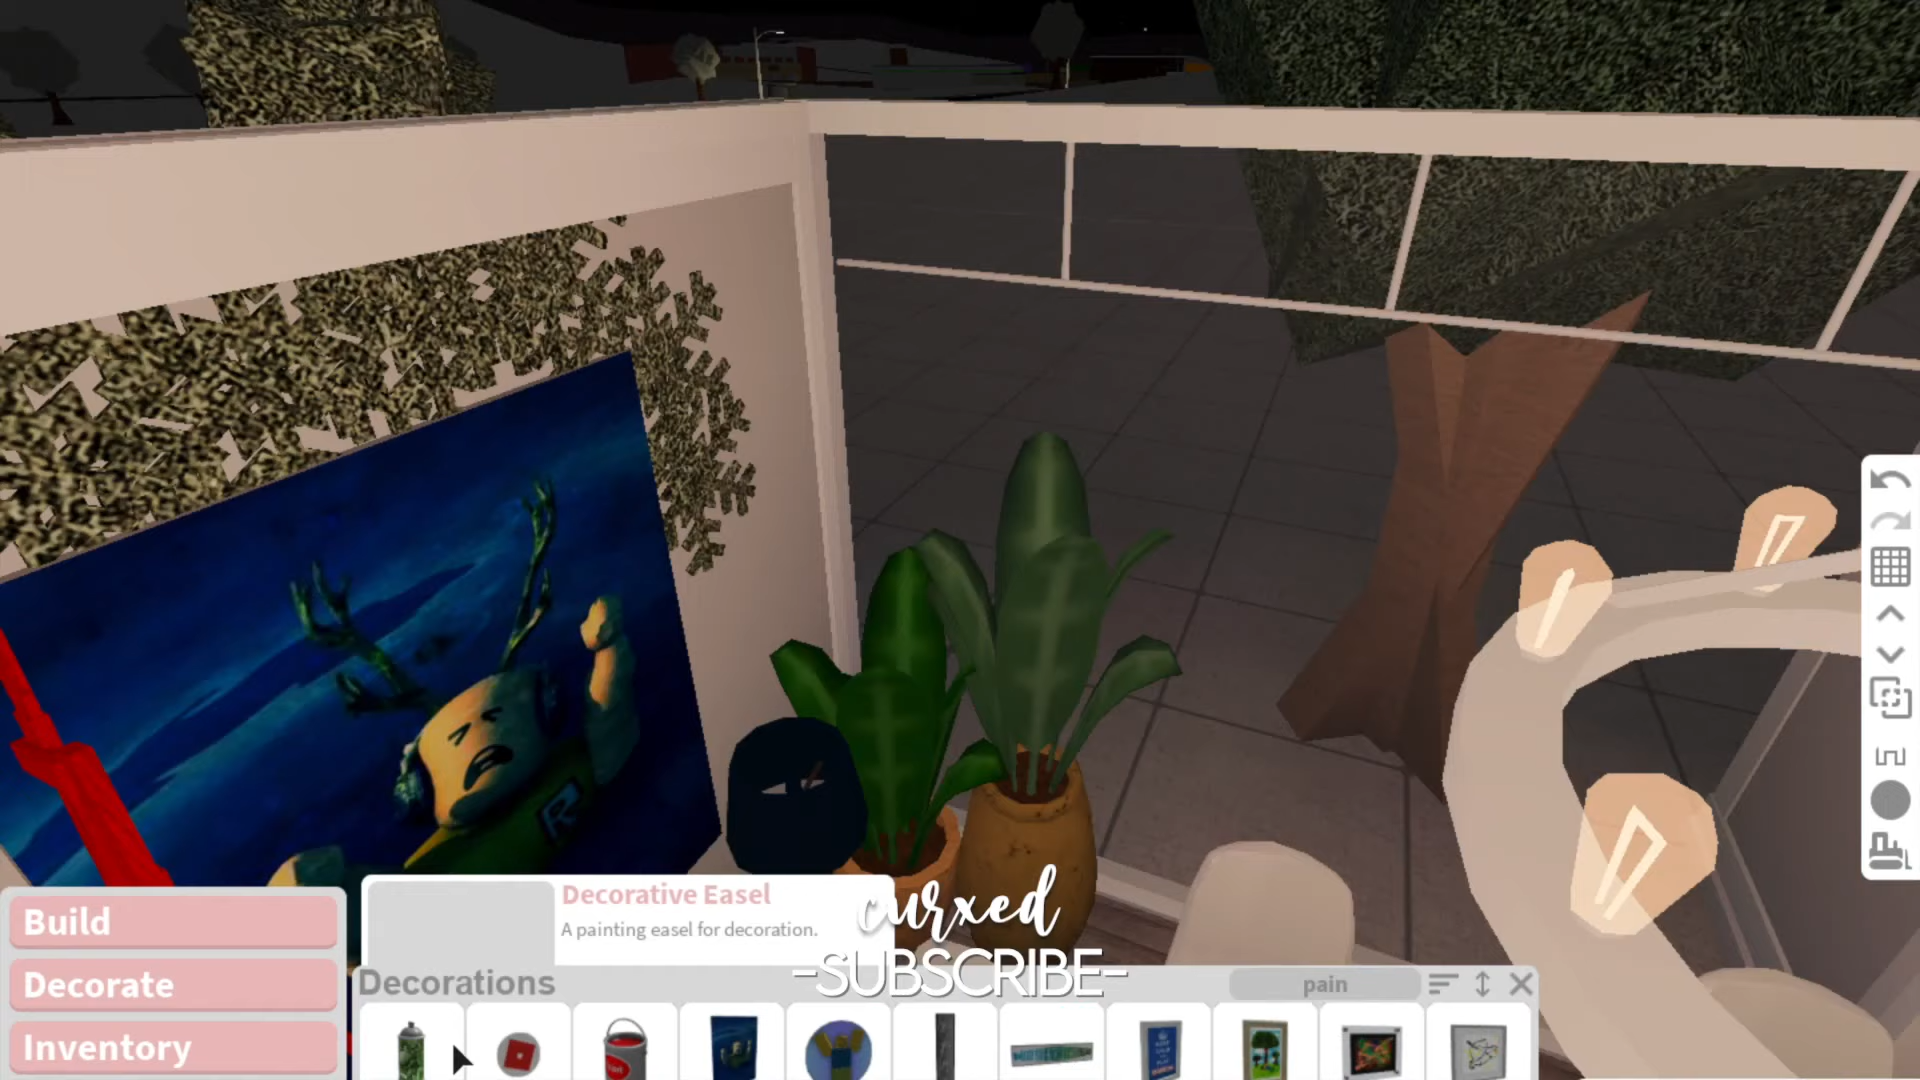 Build
Decorate
Inventory
Decorative Easel
A painting easel for decoration.
curxed
-SUBSCRIBE-
Decorations
pain